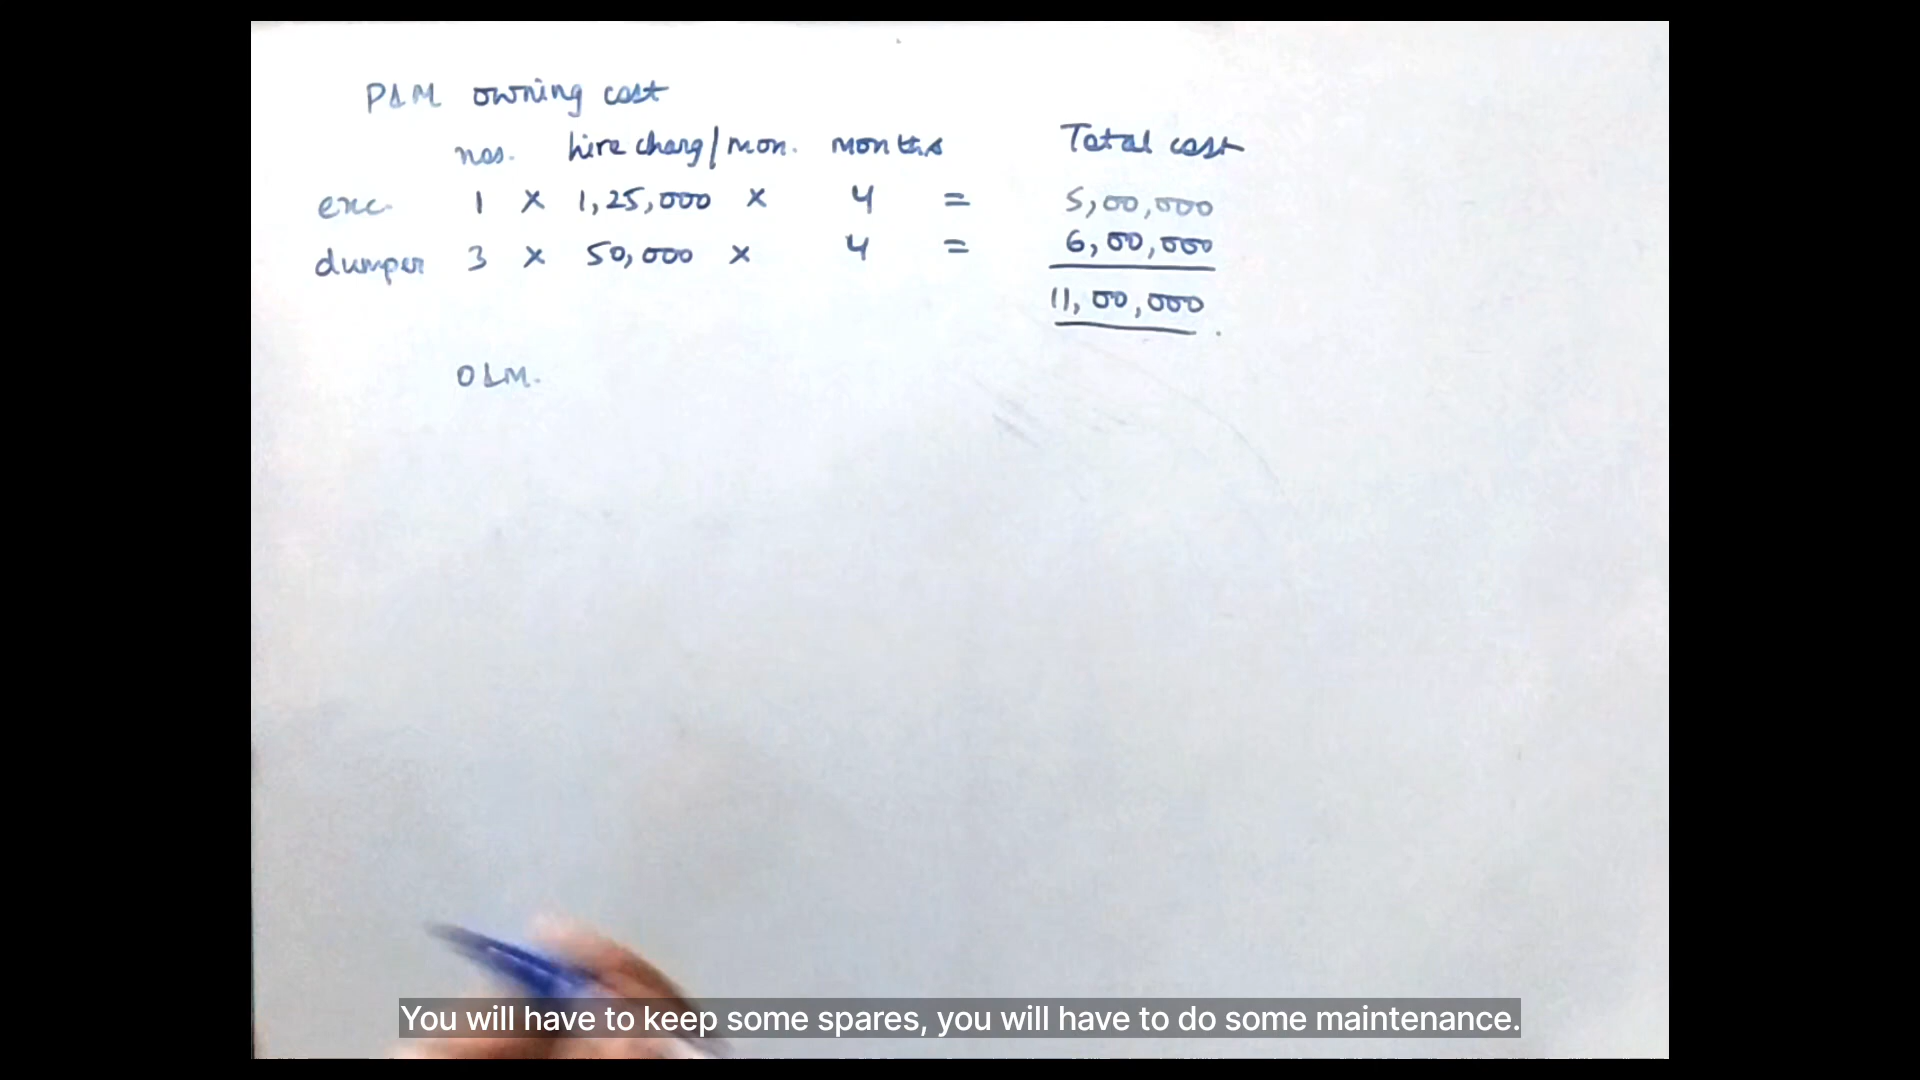 P&M owning cost
nos. hire charg/mon. months Total cost
exc. 1 x 1,25,000 x 4 = 5,00,000
dumper 3 x 50,000 x 4 = 6,00,000
11,00,000.
O&M.
You will have to keep some spares, you will have to do some maintenance.